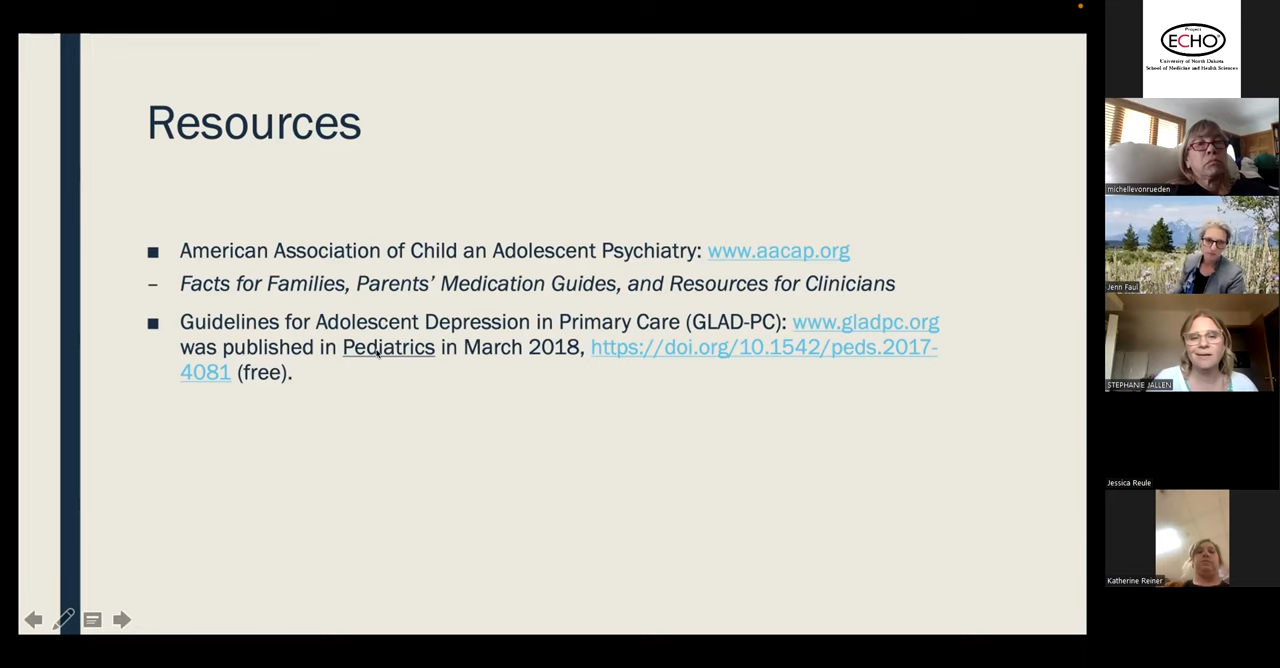 Resources
■ American Association of Child an Adolescent Psychiatry: www.aacap.org
– Facts for Families, Parents' Medication Guides, and Resources for Clinicians
■ Guidelines for Adolescent Depression in Primary Care (GLAD-PC): www.gladpc.org
was published in Pediatrics in March 2018, https://doi.org/10.1542/peds.2017-
4081 (free).
Project
ECHO®
University of North Dakota
School of Medicine and Health Sciences
michellevonrueden
Jenn Faul
STEPHANIE JALLEN
Jessica Reule
Katherine Reiner